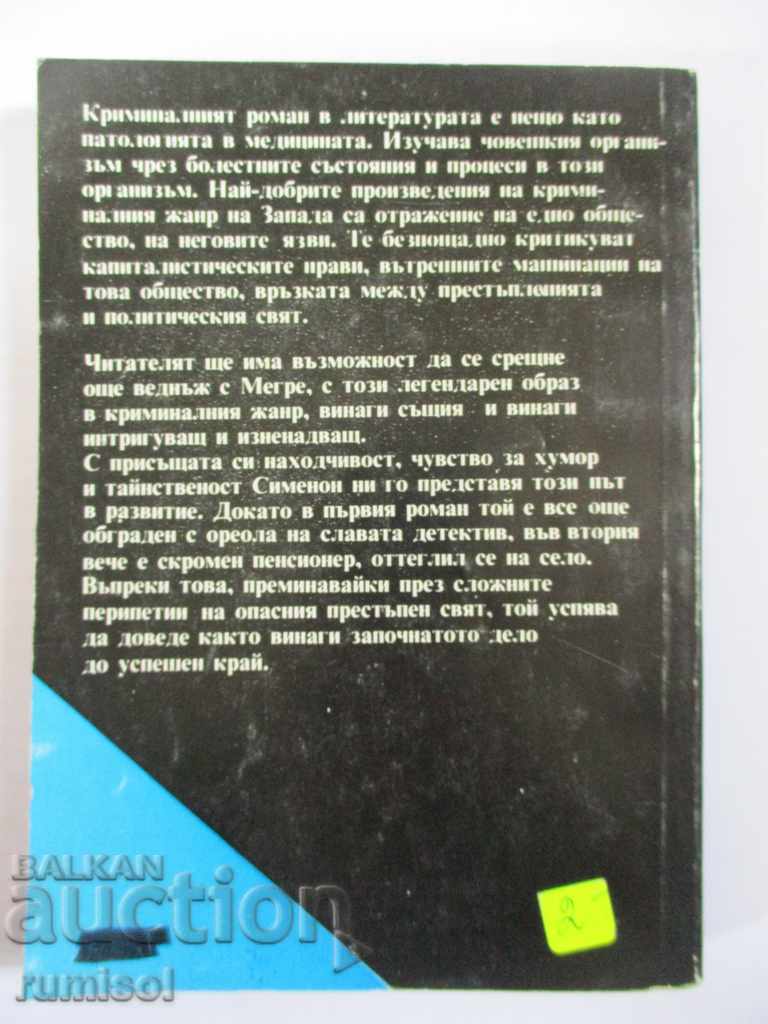 Криминалният роман в литературата е нещо като
патологията в медицината. Изучава човешкия органи-
зъм чрез болестните състояния и процеси в този
организъм. Най-добрите произведения на крими-
налния жанр на Запада са отражение на едно обще-
ство, на неговите язви. Те безпощадно критикуват
капиталистическите нрави, вътрешните машинации на
това общество, връзката между престъпленията
и политическия свят.
Читателят ще има възможност да се срещне
още веднъж с Мегре, с този легендарен образ
в криминалния жанр, винаги същия и винаги
интригуващ и изненадващ.
С присъщата си находчивост, чувство за хумор
и тайнственост Сименон ни го представя този път
в развитие. Докато в първия роман той е все още
обграден с ореола на славата детектив, във втория
вече е скромен пенсионер, оттеглил се на село.
Въпреки това, преминавайки през сложните
перипетии на опасния престъпен свят, той успява
да доведе както винаги започнатото дело
до успешен край.
BALKAN
auction
rumisol
2-